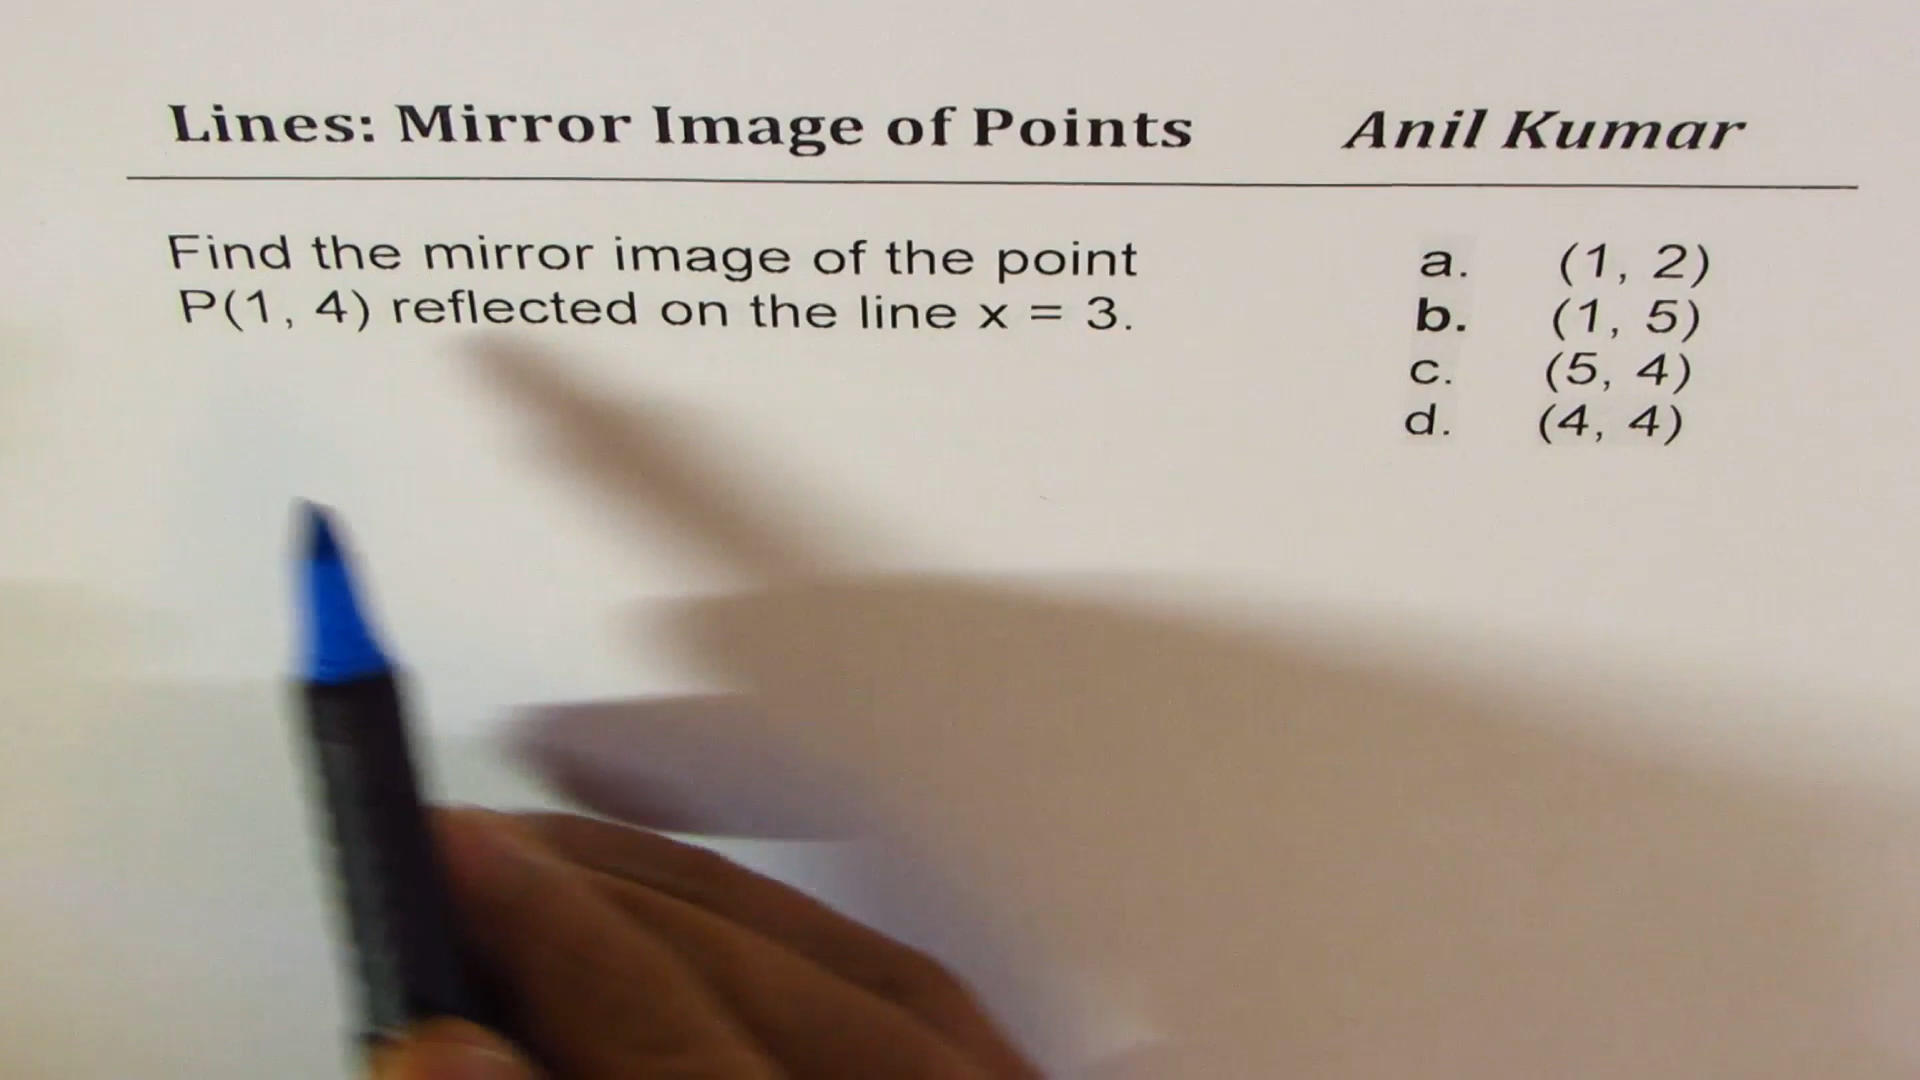 Lines: Mirror Image of Points Anil Kumar
Find the mirror image of the point
P(1, 4) reflected on the line x = 3.
a. (1, 2)
b. (1, 5)
c. (5, 4)
d. (4, 4)